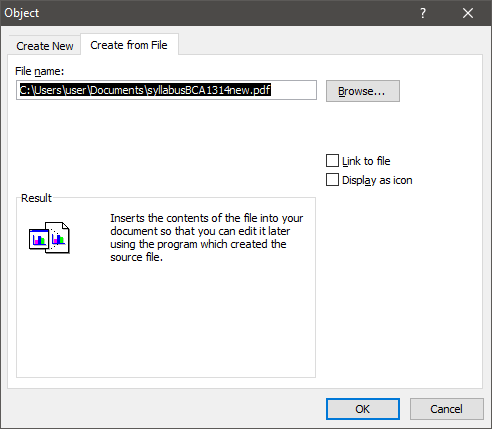 Object
?
Create New
Create from File
File name:
C:\Users\user\Documents\syllabusBCA1314new.pdf
Browse...
Link to file
Display as icon
Result
Inserts the contents of the file into your
document so that you can edit it later
using the program which created the
source file.
OK
Cancel